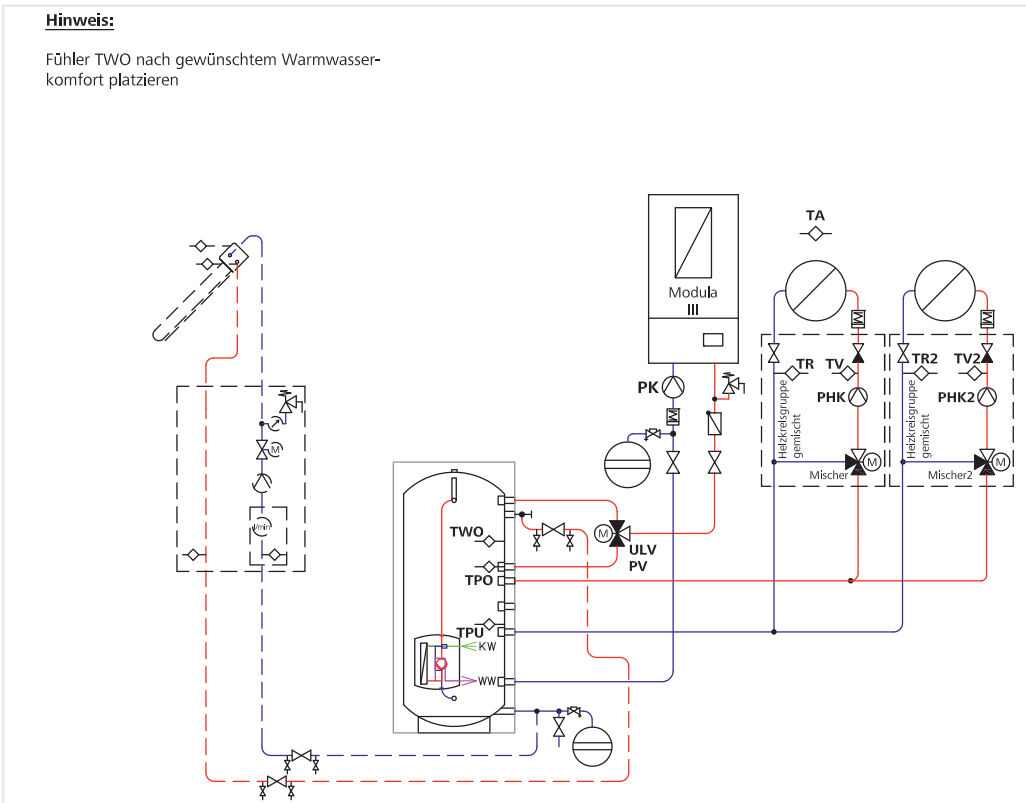 Hinweis:
Fühler TWO nach gewünschtem Warmwasser-
komfort platzieren
TA
Modula
III
PK
TR
TV
TR2
TV2
PHK
PHK2
Heizkreisgruppe
gemischt
Heizkreisgruppe
gemischt
Mischer
M
Mischer2
M
M
l/min
TWO
M
ULV
PV
TPO
TPU
KW
WW